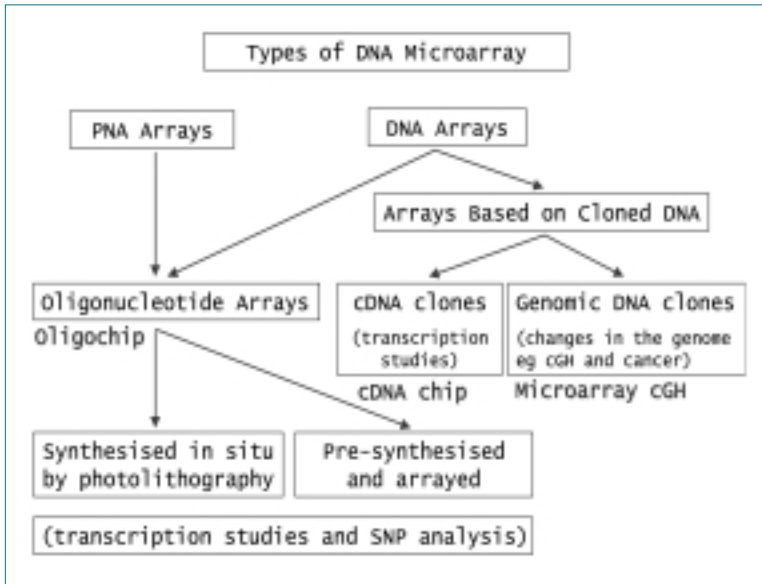 Types of DNA Microarray
PNA Arrays
DNA Arrays
Arrays Based on Cloned DNA
Oligonucleotide Arrays
Oligochip
cDNA clones
(transcription
studies)
cDNA chip
Genomic DNA clones
(changes in the genome
eg cGH and cancer)
Microarray cGH
Synthesised in situ
by photolithography
Pre-synthesised
and arrayed
(transcription studies and SNP analysis)